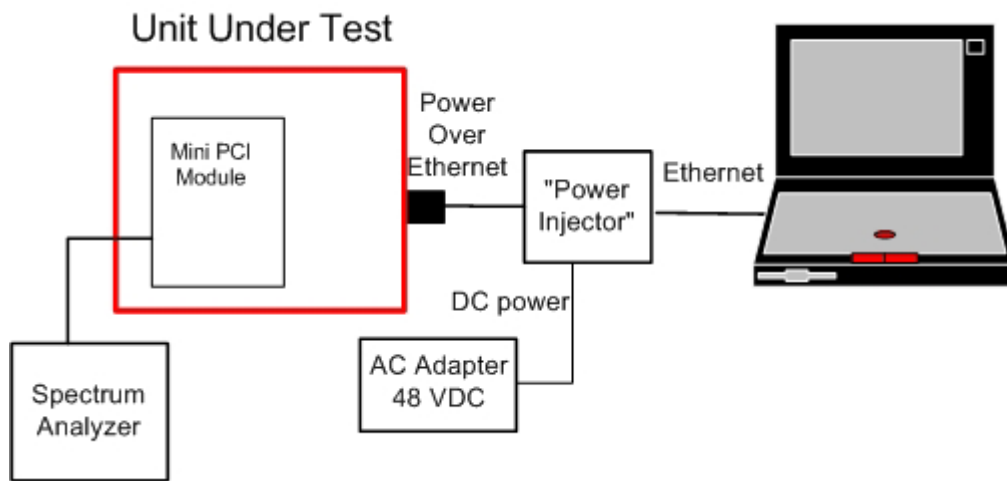 Unit Under Test
Mini PCI
Module
Power
Over
Ethernet
"Power
Injector"
Ethernet
DC power
AC Adapter
48 VDC
Spectrum
Analyzer